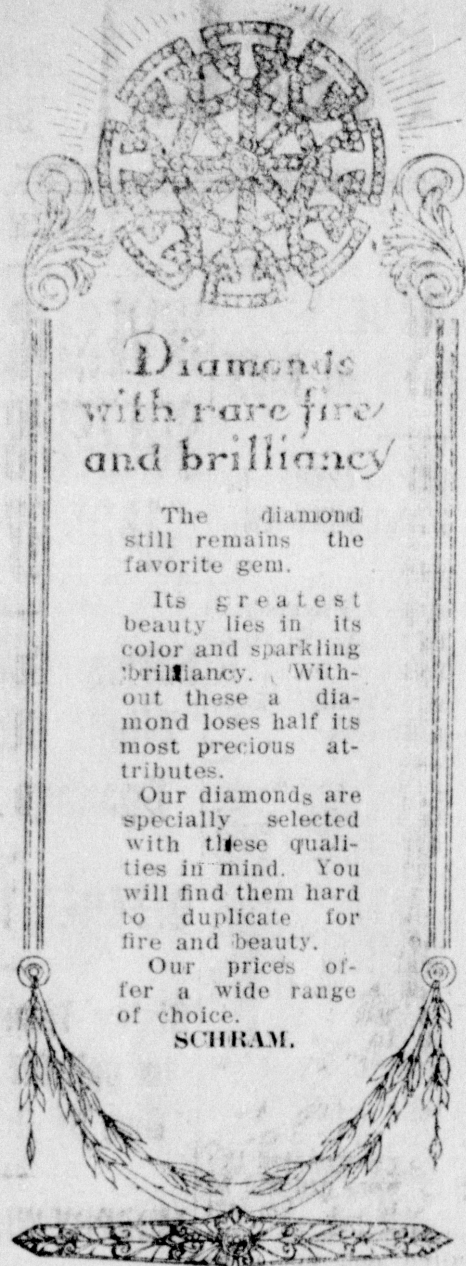 Diamonds
with rare fire
and brilliancy
The diamond
still remains the
favorite gem.
Its greatest
beauty lies in its
color and sparkling
brilliancy. With-
out these a dia-
mond loses half its
most precious at-
tributes.
Our diamonds are
specially selected
with these quali-
ties in mind. You
will find them hard
to duplicate for
fire and beauty.
Our prices of-
fer a wide range
of choice.
SCHRAM.